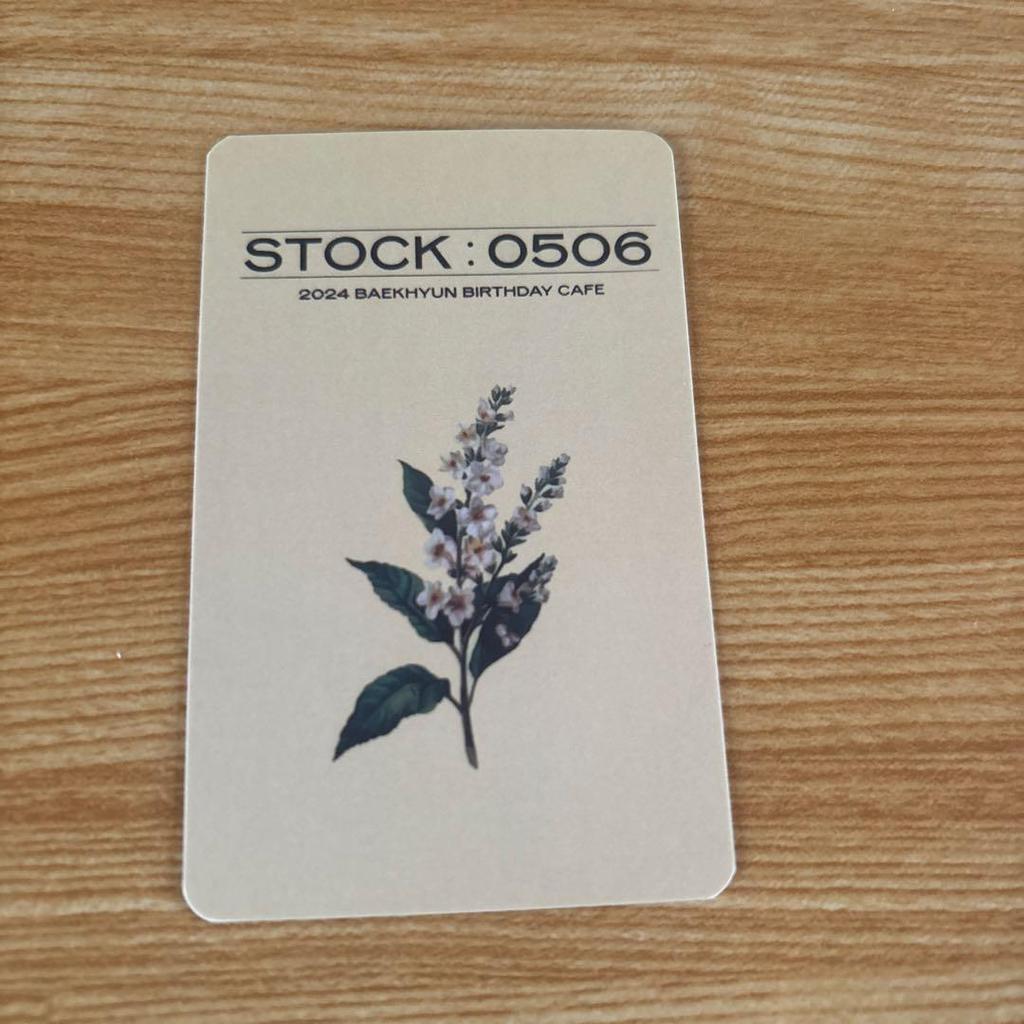 STOCK : 0506
2024 BAEKHYUN BIRTHDAY CAFE